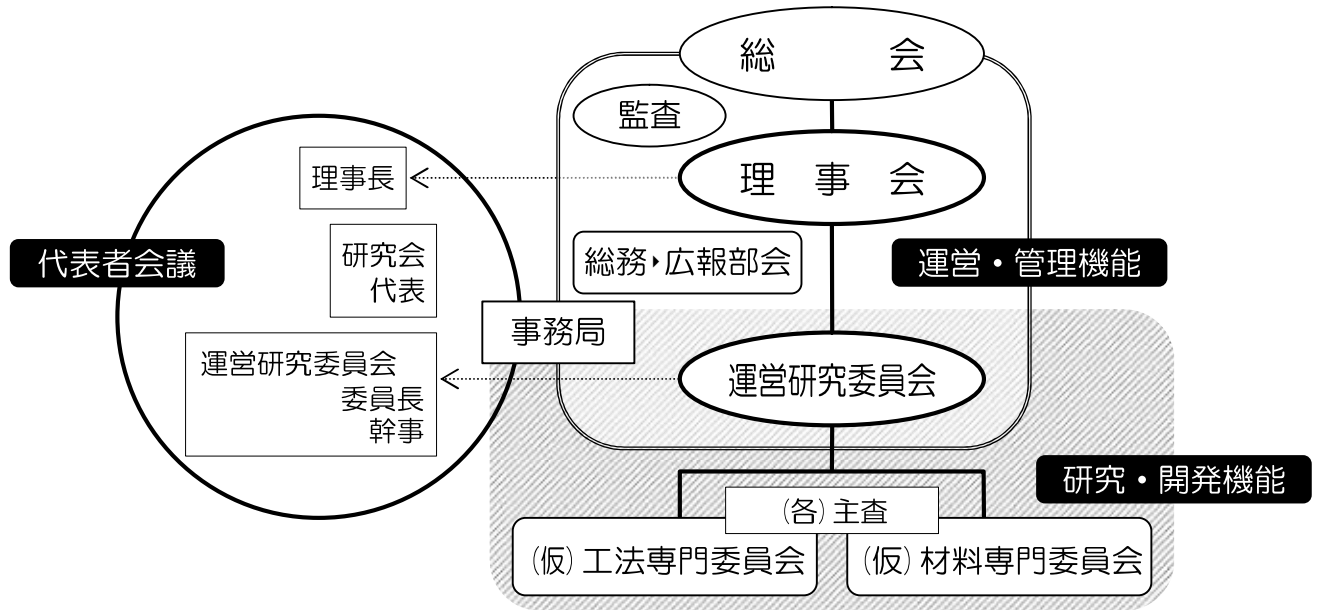 総会
監査
理事会
理事長
総務・広報部会
研究会
代表
代表者会議
運営・管理機能
事務局
運営研究委員会
運営研究委員会
委員長
幹事
研究・開発機能
(各)主査
(仮)工法専門委員会
(仮)材料専門委員会